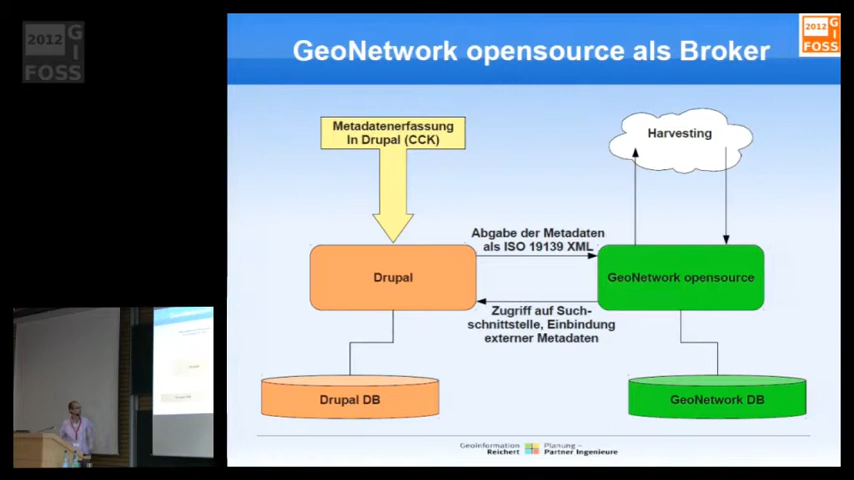 2012 GI
FOSS
GeoNetwork opensource als Broker
2012 GI
FOSS
Metadatenerfassung
In Drupal (CCK)
Harvesting
Abgabe der Metadaten
als ISO 19139 XML
Drupal
GeoNetwork opensource
Zugriff auf Such-
schnittstelle, Einbindung
externer Metadaten
Drupal DB
GeoNetwork DB
GeoInformation
Reichert
Planung
Partner Ingenieure